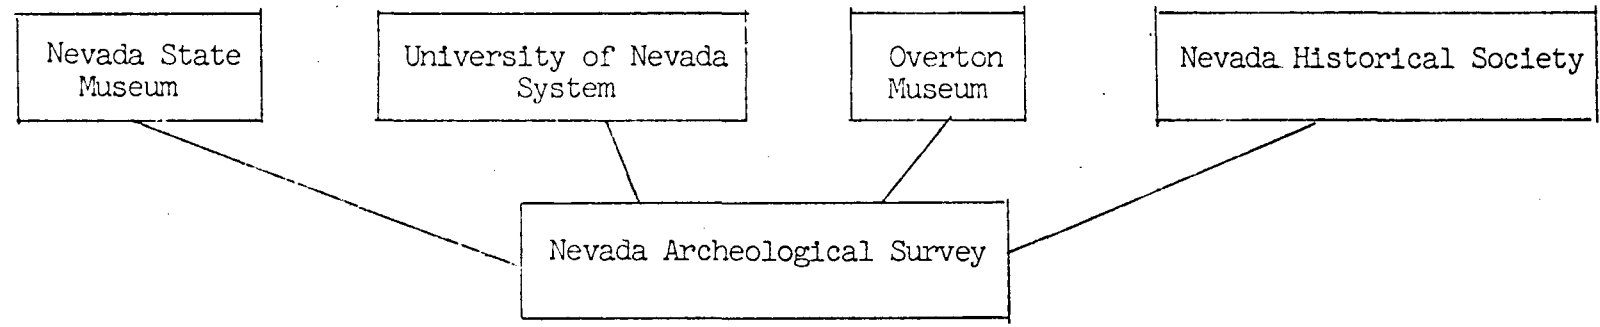 Nevada State
Museum
University of Nevada
System
Overton
Museum
Nevada Historical Society
Nevada Archeological Survey